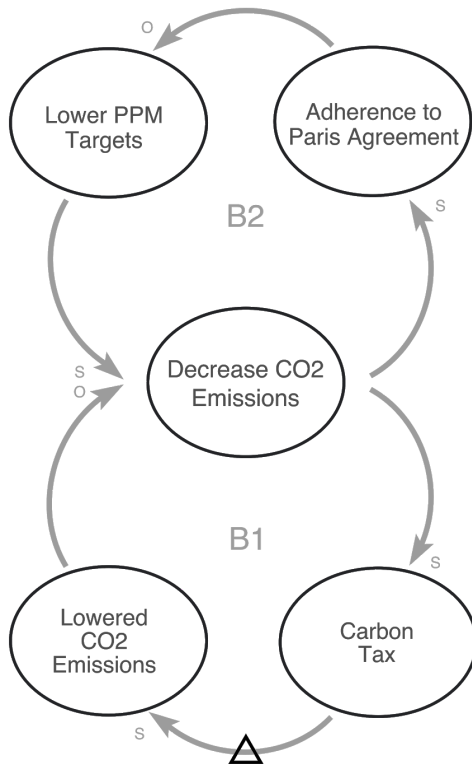 O
Lower PPM
Targets
Adherence to
Paris Agreement
S
B2
S
O
Decrease CO2
Emissions
B1
S
Lowered
CO2
Emissions
Carbon
Tax
S